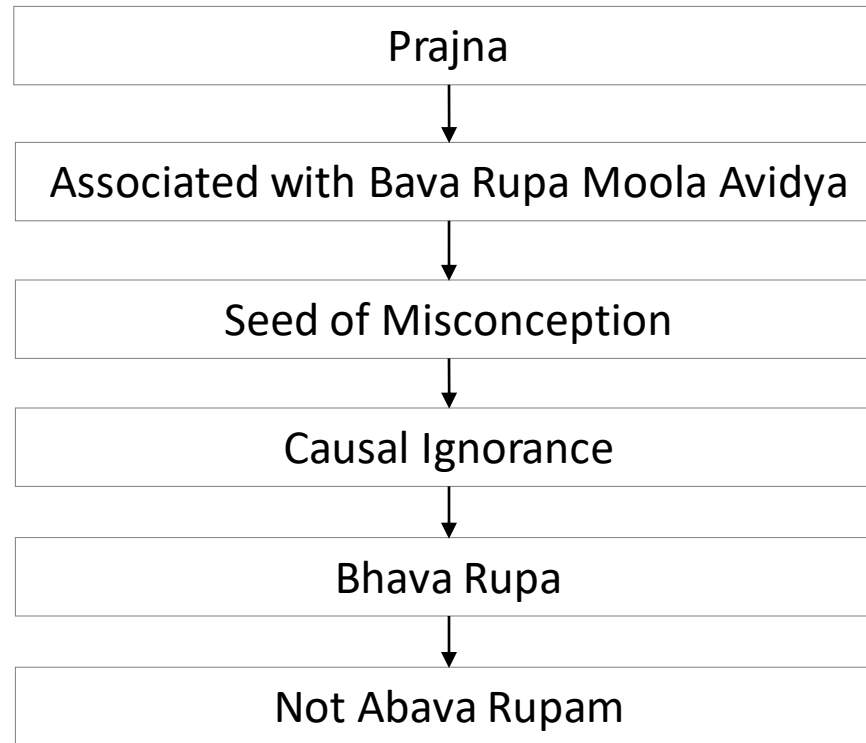 Prajna
Associated with Bava Rupa Moola Avidya
Seed of Misconception
Causal Ignorance
Bhava Rupa
Not Abava Rupam